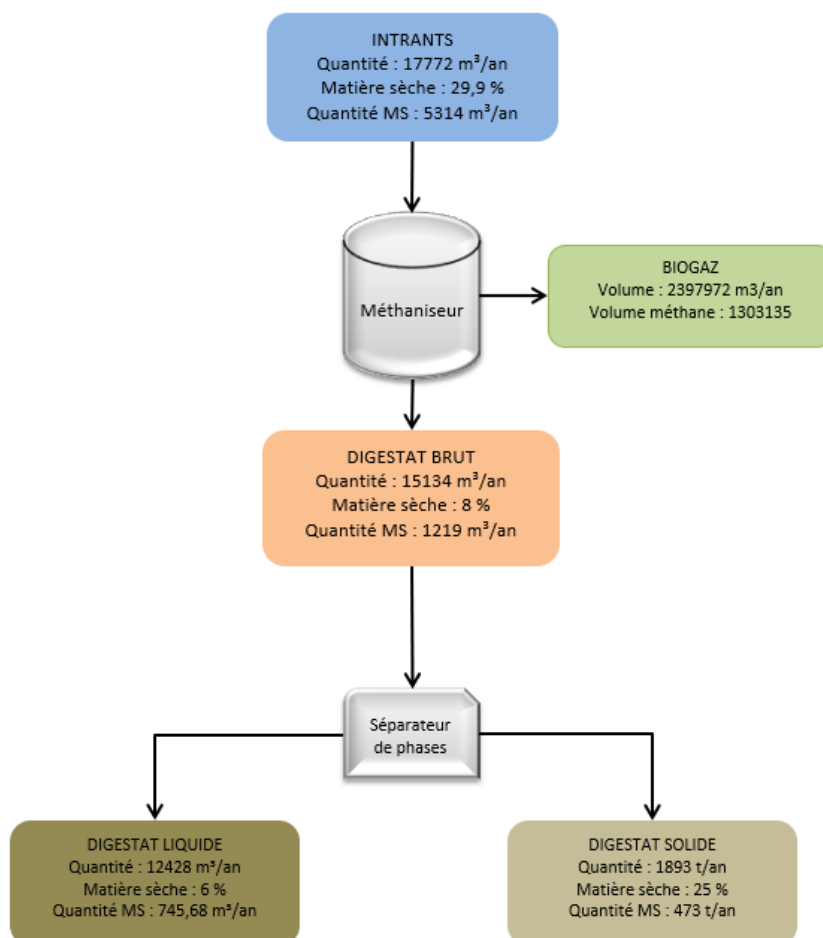 INTRANTS
Quantité : 17772 m³/an
Matière sèche : 29,9 %
Quantité MS : 5314 m³/an
Méthaniseur
BIOGAZ
Volume : 2397972 m3/an
Volume méthane : 1303135
DIGESTAT BRUT
Quantité : 15134 m³/an
Matière sèche : 8 %
Quantité MS : 1219 m³/an
Séparateur
de phases
DIGESTAT LIQUIDE
Quantité : 12428 m³/an
Matière sèche : 6 %
Quantité MS : 745,68 m³/an
DIGESTAT SOLIDE
Quantité : 1893 t/an
Matière sèche : 25 %
Quantité MS : 473 t/an